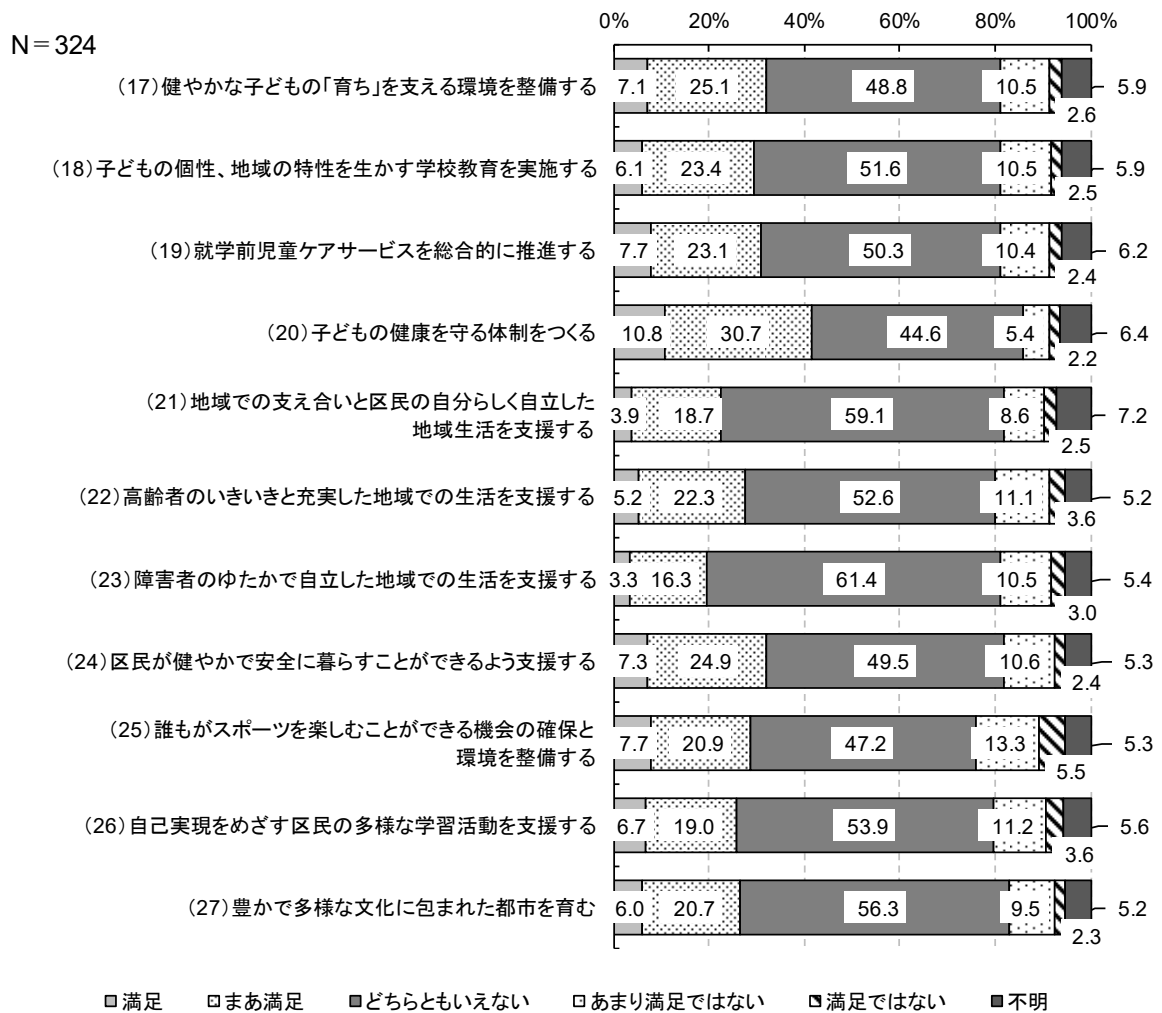 0% 20% 40% 60% 80% 100%
N＝324
（17）健やかな子どもの「育ち」を支える環境を整備する 7.1 25.1 48.8 10.5 2.6 5.9
（18）子どもの個性、地域の特性を生かす学校教育を実施する 6.1 23.4 51.6 10.5 2.5 5.9
（19）就学前児童ケアサービスを総合的に推進する 7.7 23.1 50.3 10.4 2.4 6.2
（20）子どもの健康を守る体制をつくる 10.8 30.7 44.6 5.4 2.2 6.4
（21）地域での支え合いと区民の自分らしく自立した
地域生活を支援する 3.9 18.7 59.1 8.6 2.5 7.2
（22）高齢者のいきいきと充実した地域での生活を支援する 5.2 22.3 52.6 11.1 3.6 5.2
（23）障害者のゆたかで自立した地域での生活を支援する 3.3 16.3 61.4 10.5 3.0 5.4
（24）区民が健やかで安全に暮らすことができるよう支援する 7.3 24.9 49.5 10.6 2.4 5.3
（25）誰もがスポーツを楽しむことができる機会の確保と
環境を整備する 7.7 20.9 47.2 13.3 5.5 5.3
（26）自己実現をめざす区民の多様な学習活動を支援する 6.7 19.0 53.9 11.2 3.6 5.6
（27）豊かで多様な文化に包まれた都市を育む 6.0 20.7 56.3 9.5 2.3 5.2
満足 まあ満足 どちらともいえない あまり満足ではない 満足ではない 不明